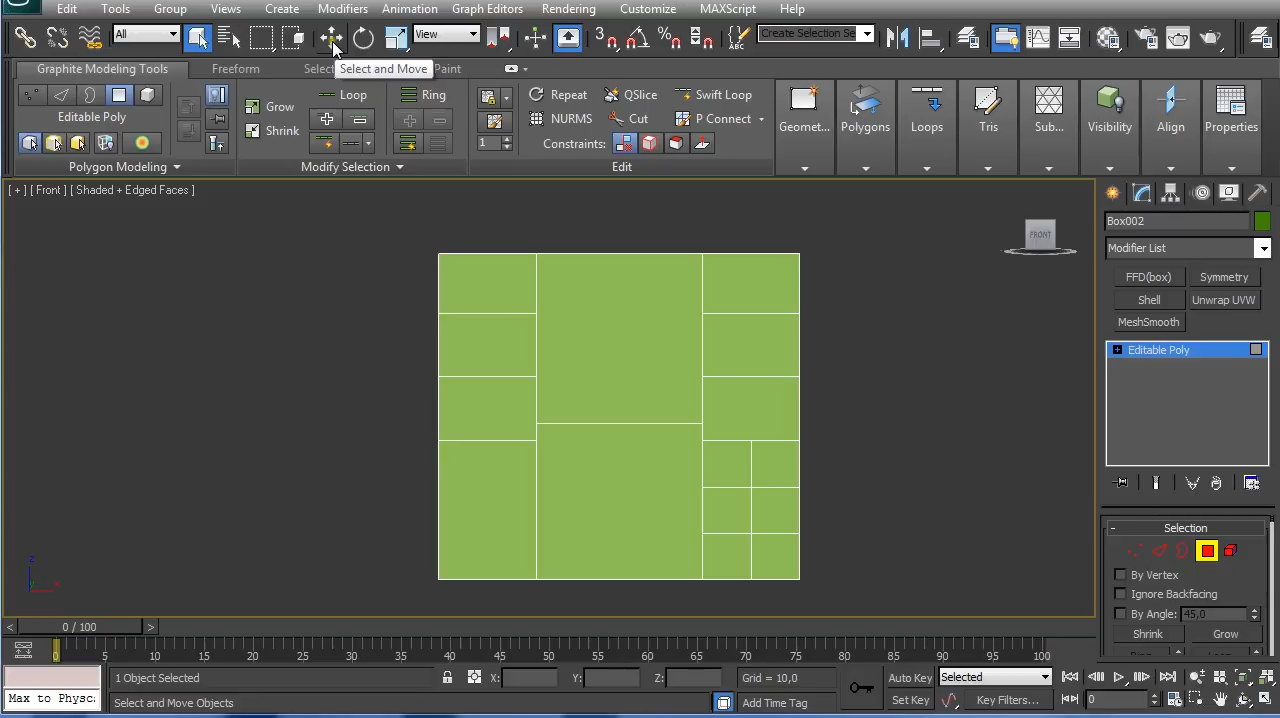 Edit Tools Group Views Create Modifiers Animation Graph Editors Rendering Customize MAXScript Help
All View 3 Create Selection Se
Graphite Modeling Tools Freeform Select and Move Paint
Editable Poly
Polygon Modeling
Grow
Shrink
Loop Ring
Modify Selection
Repeat QSlice Swift Loop
NURMS Cut P Connect
1 Constraints:
Edit
Geomet... Polygons Loops Tris Sub... Visibility Align Properties
[ + ] [ Front ] [ Shaded + Edged Faces ]
FRONT
z
x
Box002
Modifier List
FFD(box) Symmetry
Shell Unwrap UVW
MeshSmooth
Editable Poly
Selection
By Vertex
Ignore Backfacing
By Angle: 45,0
Shrink Grow
< 0 / 100 >
0 5 10 15 20 25 30 35 40 45 50 55 60 65 70 75 80 85 90 95 100
1 Object Selected X: Y: Z: Grid = 10,0 Auto Key Selected
Max to Physca Select and Move Objects Add Time Tag Set Key Key Filters... 0